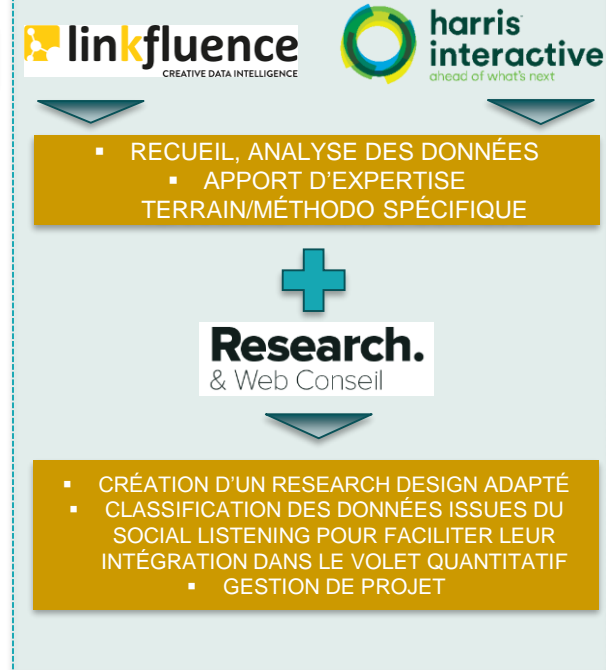 linkfluence
CREATIVE DATA INTELLIGENCE
harris
interactive
ahead of what's next
▪ RECUEIL, ANALYSE DES DONNÉES
▪ APPORT D'EXPERTISE
TERRAIN/MÉTHODO SPÉCIFIQUE
Research.
& Web Conseil
▪ CRÉATION D'UN RESEARCH DESIGN ADAPTÉ
▪ CLASSIFICATION DES DONNÉES ISSUES DU
SOCIAL LISTENING POUR FACILITER LEUR
INTÉGRATION DANS LE VOLET QUANTITATIF
▪ GESTION DE PROJET